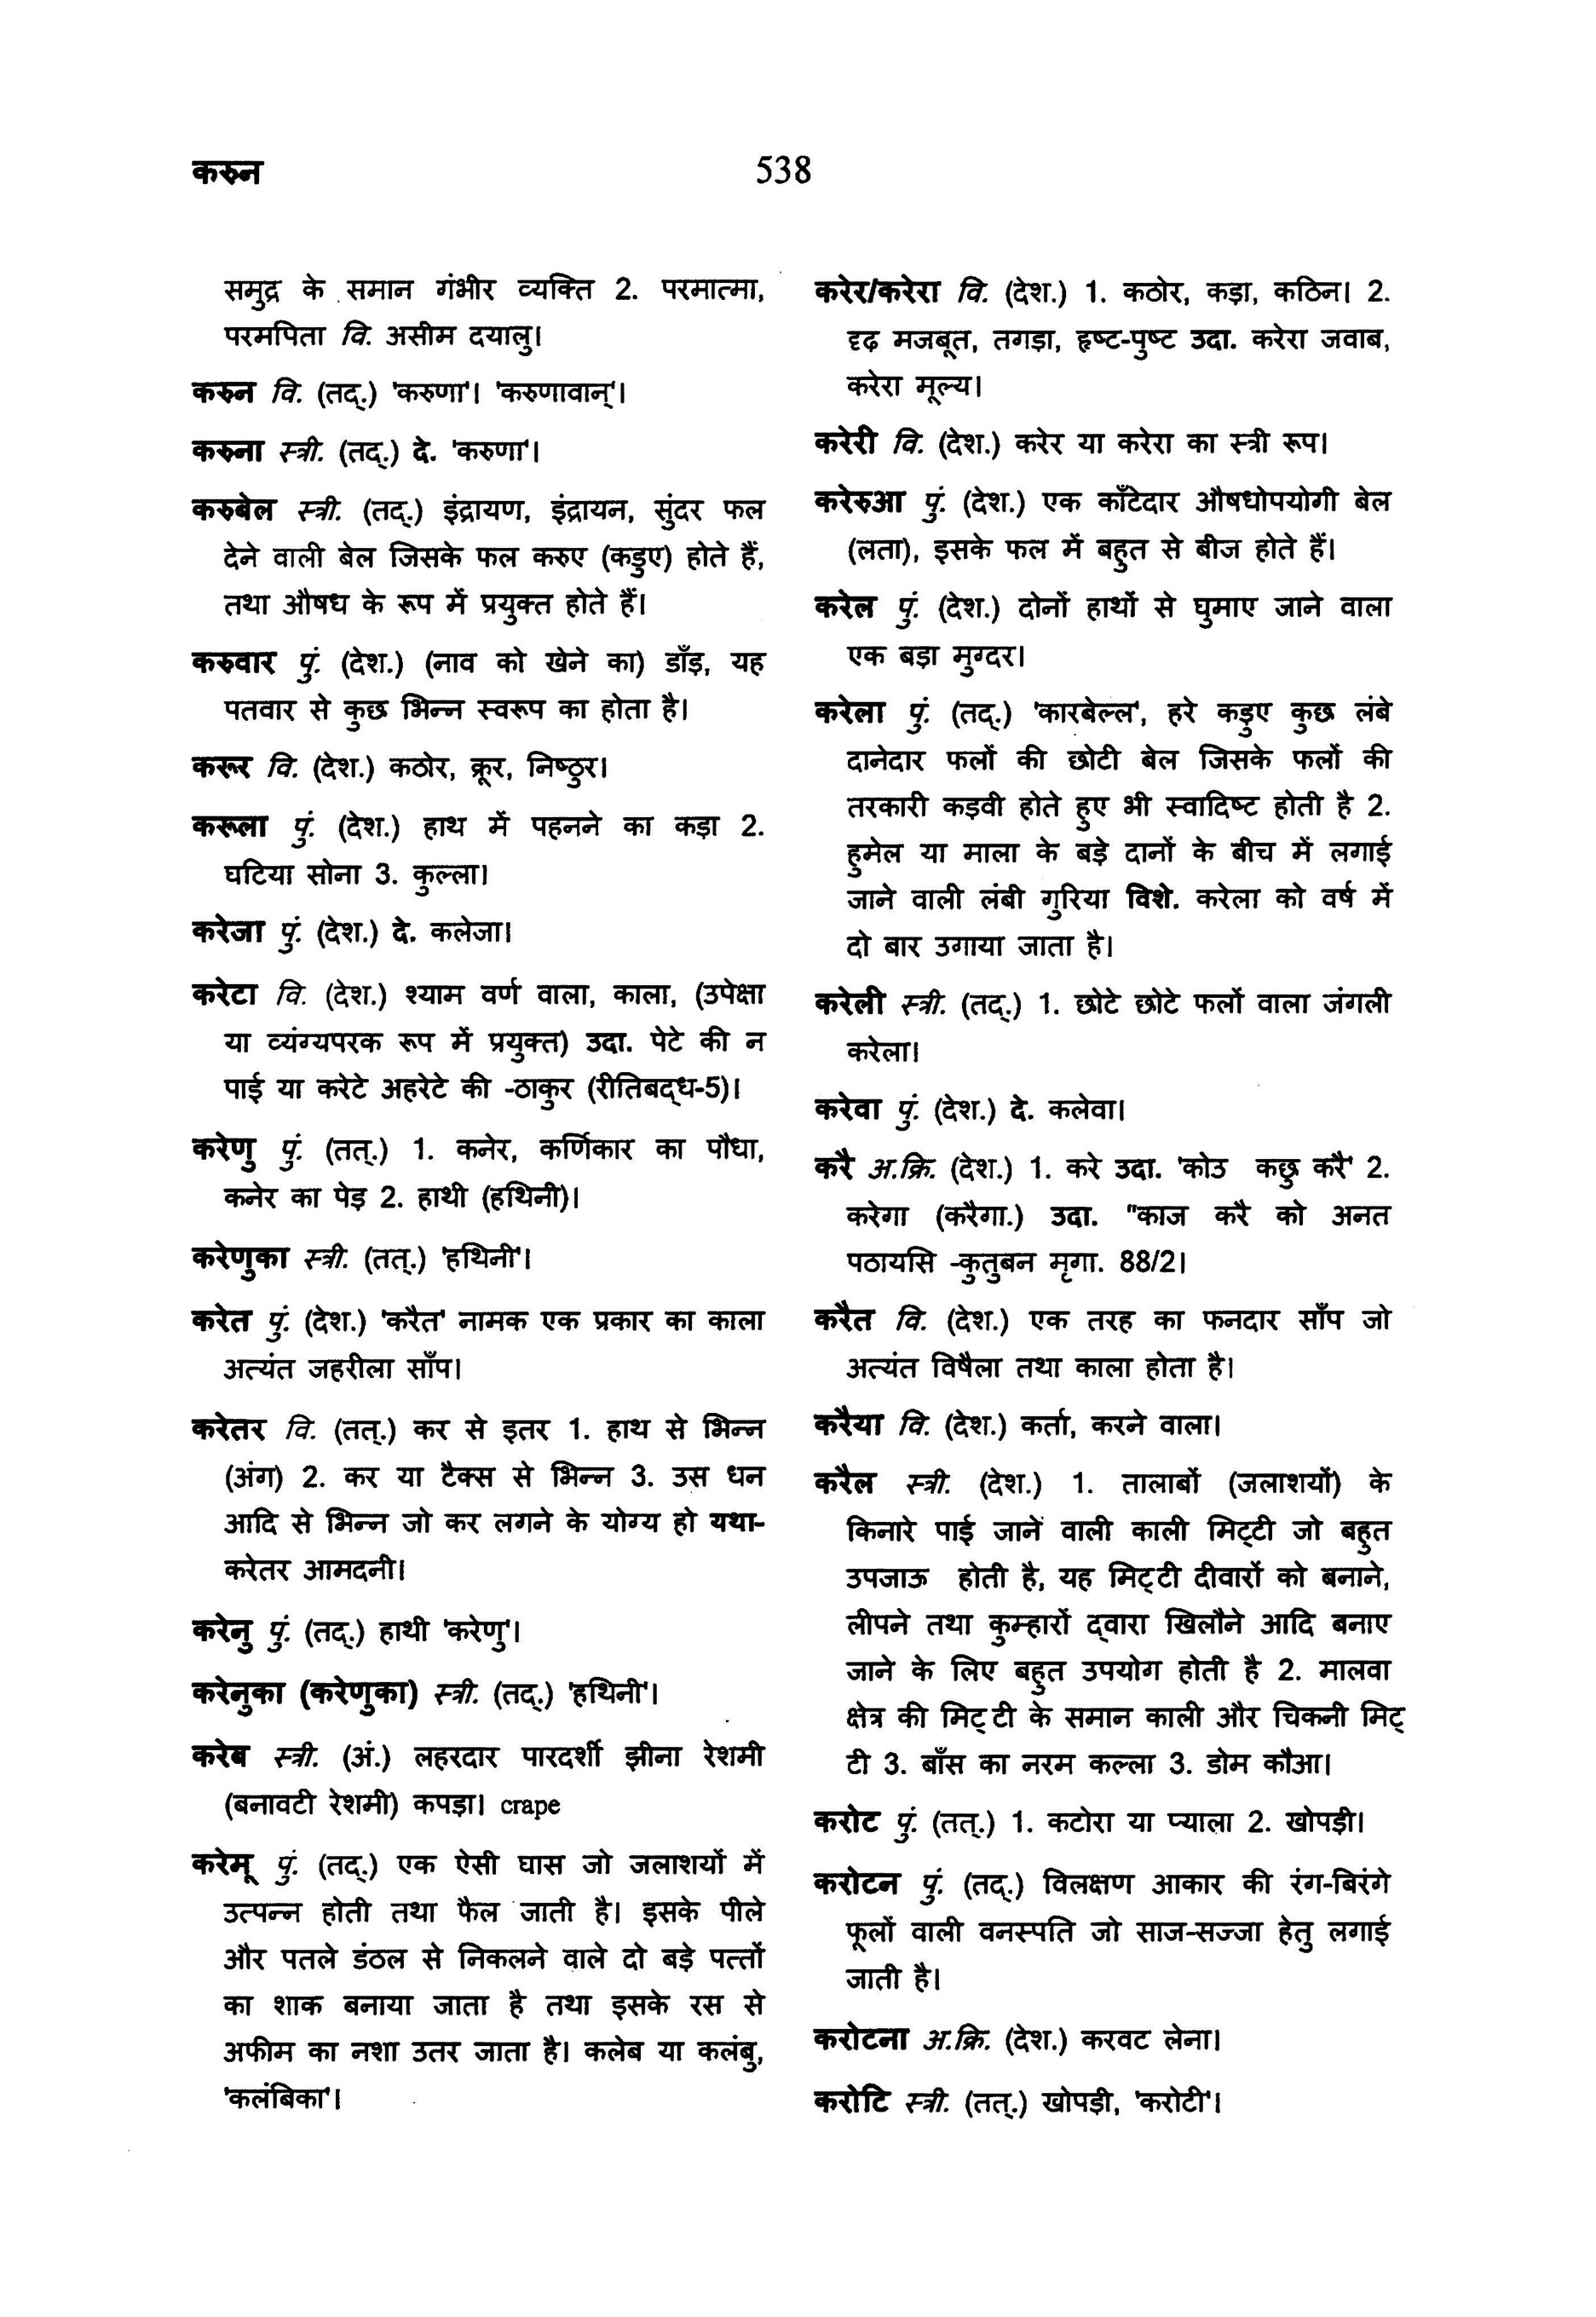 करुन
538
समुद्र के समान गंभीर व्यक्ति 2. परमात्मा,
परमपिता वि. असीम दयालु।
करुन वि. (तद्.) 'करुणा'। 'करुणावान्'।
करुना स्त्री. (तद्.) दे. 'करुणा'।
करुबेल स्त्री. (तद्.) इंद्रायण, इंद्रायन, सुंदर फल
देने वाली बेल जिसके फल करुए (कड़ुए) होते हैं,
तथा औषध के रूप में प्रयुक्त होते हैं।
करुवार पुं. (देश.) (नाव को खेने का) डाँड़, यह
पतवार से कुछ भिन्न स्वरूप का होता है।
करूर वि. (देश.) कठोर, क्रूर, निष्ठुर।
करूला पुं. (देश.) हाथ में पहनने का कड़ा 2.
घटिया सोना 3. कुल्ला।
करेजा पुं. (देश.) दे. कलेजा।
करेटा वि. (देश.) श्याम वर्ण वाला, काला, (उपेक्षा
या व्यंग्यपरक रूप में प्रयुक्त) उदा. पेटे की न
पाई या करेटे अहरेटे की -ठाकुर (रीतिबद्ध-5)।
करेणु पुं. (तत्.) 1. कनेर, कर्णिकार का पौधा,
कनेर का पेड़ 2. हाथी (हथिनी)।
करेणुका स्त्री. (तत्.) 'हथिनी'।
करेत पुं. (देश.) 'करैत' नामक एक प्रकार का काला
अत्यंत जहरीला साँप।
करेतर वि. (तत्.) कर से इतर 1. हाथ से भिन्न
(अंग) 2. कर या टैक्स से भिन्न 3. उस धन
आदि से भिन्न जो कर लगने के योग्य हो यथा-
करेतर आमदनी।
करेनु पुं. (तद्.) हाथी 'करेणु'।
करेनुका (करेणुका) स्त्री. (तद्.) 'हथिनी'।
करेब स्त्री. (अं.) लहरदार पारदर्शी झीना रेशमी
(बनावटी रेशमी) कपड़ा। crape
करेमू पुं. (तद्.) एक ऐसी घास जो जलाशयों में
उत्पन्न होती तथा फैल जाती है। इसके पीले
और पतले डंठल से निकलने वाले दो बड़े पत्तों
का शाक बनाया जाता है तथा इसके रस से
अफीम का नशा उतर जाता है। कलेब या कलंबु,
'कलंबिका'।
करेर/करेरा वि. (देश.) 1. कठोर, कड़ा, कठिन। 2.
दृढ़ मजबूत, तगड़ा, हृष्ट-पुष्ट उदा. करेरा जवाब,
करेरा मूल्य।
करेरी वि. (देश.) करेर या करेरा का स्त्री रूप।
करेरुआ पुं. (देश.) एक काँटेदार औषधोपयोगी बेल
(लता), इसके फल में बहुत से बीज होते हैं।
करेल पुं. (देश.) दोनों हाथों से घुमाए जाने वाला
एक बड़ा मुग्दर।
करेला पुं. (तद्.) 'कारबेल्ल', हरे कड़ुए कुछ लंबे
दानेदार फलों की छोटी बेल जिसके फलों की
तरकारी कड़वी होते हुए भी स्वादिष्ट होती है 2.
हुमेल या माला के बड़े दानों के बीच में लगाई
जाने वाली लंबी गुरिया विशे. करेला को वर्ष में
दो बार उगाया जाता है।
करेली स्त्री. (तद्.) 1. छोटे छोटे फलों वाला जंगली
करेला।
करेवा पुं. (देश.) दे. कलेवा।
करै अ.क्रि. (देश.) 1. करे उदा. 'कोउ कछु करै' 2.
करेगा (करैगा.) उदा. "काज करै को अनत
पठायसि -कुतुबन मृगा. 88/2।
करैत वि. (देश.) एक तरह का फनदार साँप जो
अत्यंत विषैला तथा काला होता है।
करैया वि. (देश.) कर्ता, करने वाला।
करैल स्त्री. (देश.) 1. तालाबों (जलाशयों) के
किनारे पाई जाने वाली काली मिट्टी जो बहुत
उपजाऊ होती है, यह मिट्टी दीवारों को बनाने,
लीपने तथा कुम्हारों द्वारा खिलौने आदि बनाए
जाने के लिए बहुत उपयोग होती है 2. मालवा
क्षेत्र की मिट्टी के समान काली और चिकनी मिट्
टी 3. बाँस का नरम कल्ला 3. डोम कौआ।
करोट पुं. (तत्.) 1. कटोरा या प्याला 2. खोपड़ी।
करोटन पुं. (तद्.) विलक्षण आकार की रंग-बिरंगे
फूलों वाली वनस्पति जो साज-सज्जा हेतु लगाई
जाती है।
करोटना अ.क्रि. (देश.) करवट लेना।
करोटि स्त्री. (तत्.) खोपड़ी, 'करोटी'।